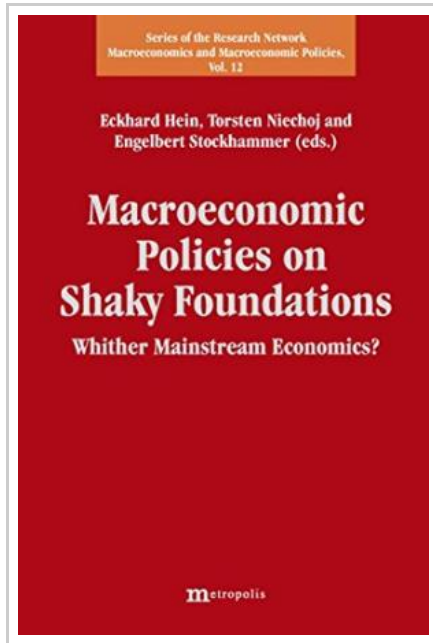 Series of the Research Network
Macroeconomics and Macroeconomic Policies,
Vol. 12
Eckhard Hein, Torsten Niechoj and
Engelbert Stockhammer (eds.)
Macroeconomic
Policies on
Shaky Foundations
Whither Mainstream Economics?
metropolis